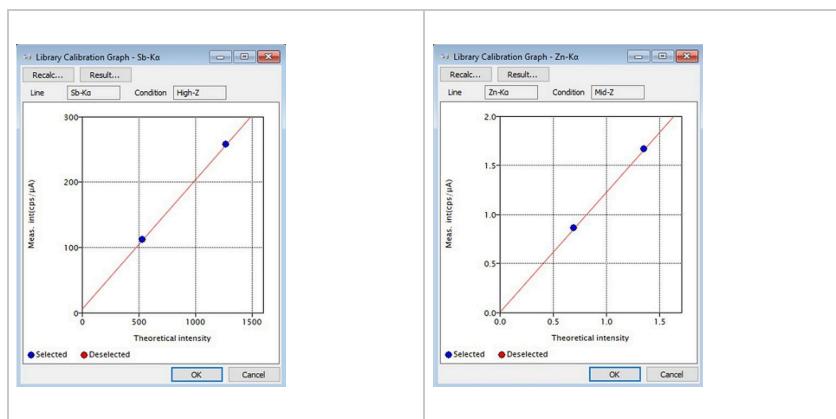 Library Calibration Graph - Sb-Kα
Recalc... Result...
Line Sb-Kα Condition High-Z
300
200
100
0
Meas. int(cps/μA)
0 500 1000 1500
Theoretical intensity
Selected Deselected
OK Cancel
Library Calibration Graph - Zn-Kα
Recalc... Result...
Line Zn-Kα Condition Mid-Z
2.0
1.5
1.0
0.5
0.0
Meas. int(cps/μA)
0.0 0.5 1.0 1.5
Theoretical intensity
Selected Deselected
OK Cancel